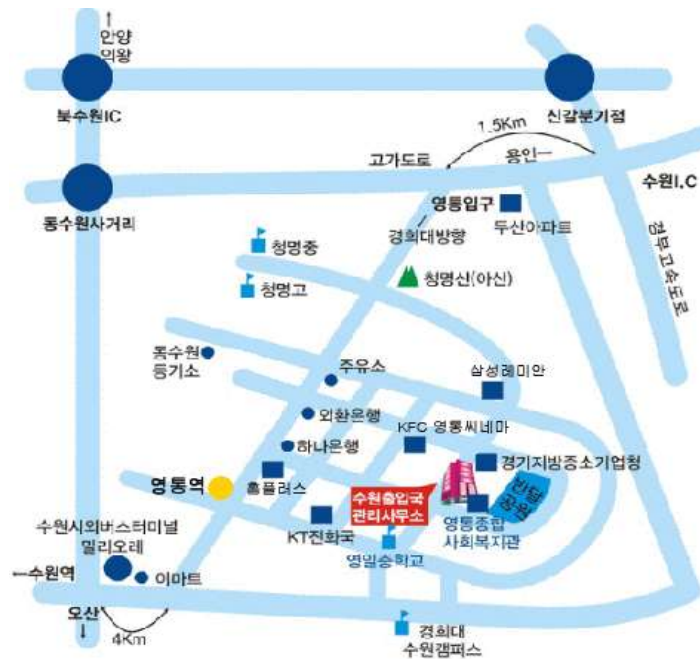 ↑
안양
의왕
북수원IC
신갈분기점
1.5Km
고가도로
용인
수원I.C
동수원사거리
영통입구
두산아파트
경희대방향
청명중
청명산(야산)
경부고속도로
청명고
동수원
등기소
주유소
삼성래미안
외환은행
KFC 영통씨네마
하나은행
경기지방중소기업청
영통역
홈플러스
수원출입국
관리사무소
반달
공원
수원시외버스터미널
밀리오레
KT전화국
영통종합
사회복지관
영일중학교
←수원역
이마트
오산
↓
4Km
경희대
수원캠퍼스